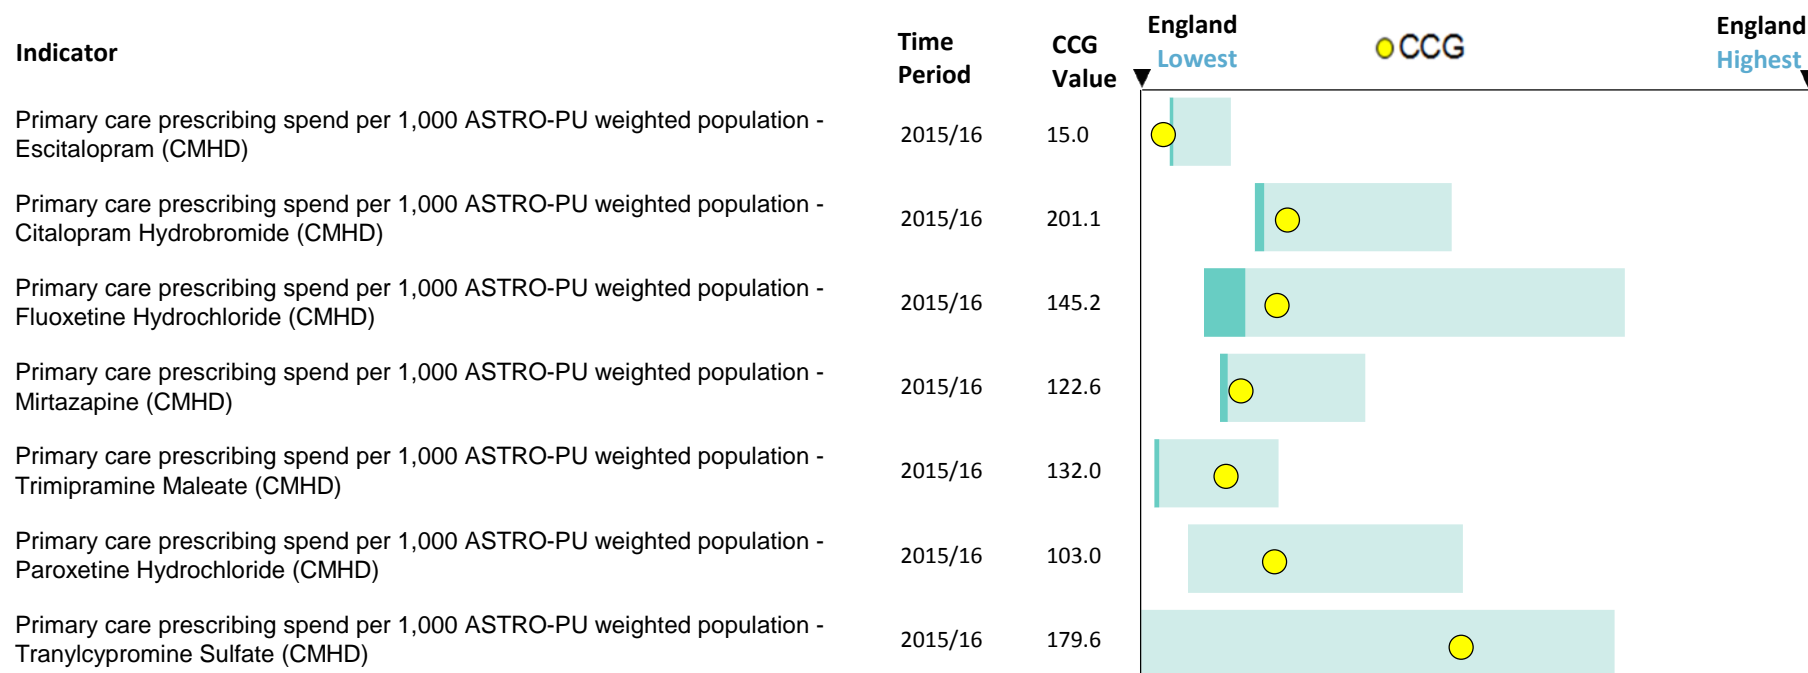 Indicator
Time
Period
CCG
Value
England
Lowest
CCG
England
Highest
Primary care prescribing spend per 1,000 ASTRO-PU weighted population -
Escitalopram (CMHD)
2015/16
15.0
Primary care prescribing spend per 1,000 ASTRO-PU weighted population -
Citalopram Hydrobromide (CMHD)
2015/16
201.1
Primary care prescribing spend per 1,000 ASTRO-PU weighted population -
Fluoxetine Hydrochloride (CMHD)
2015/16
145.2
Primary care prescribing spend per 1,000 ASTRO-PU weighted population -
Mirtazapine (CMHD)
2015/16
122.6
Primary care prescribing spend per 1,000 ASTRO-PU weighted population -
Trimipramine Maleate (CMHD)
2015/16
132.0
Primary care prescribing spend per 1,000 ASTRO-PU weighted population -
Paroxetine Hydrochloride (CMHD)
2015/16
103.0
Primary care prescribing spend per 1,000 ASTRO-PU weighted population -
Tranylcypromine Sulfate (CMHD)
2015/16
179.6